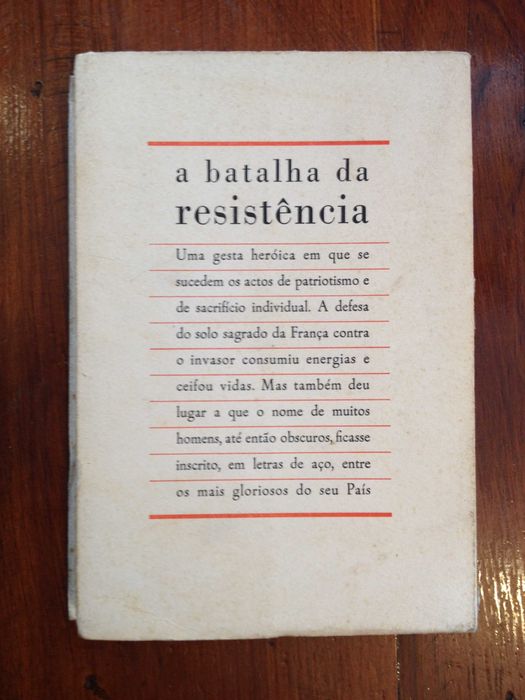 a batalha da
resistência
Uma gesta heróica em que se
sucedem os actos de patriotismo e
de sacrifício individual. A defesa
do solo sagrado da França contra
o invasor consumiu energias e
ceifou vidas. Mas também deu
lugar a que o nome de muitos
homens, até então obscuros, ficasse
inscrito, em letras de aço, entre
os mais gloriosos do seu País